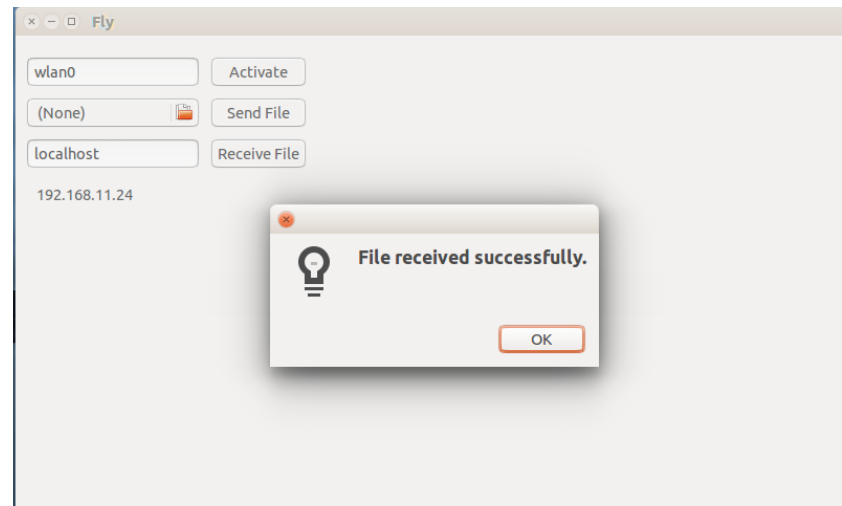 Fly
wlan0 Activate
(None) Send File
localhost Receive File
192.168.11.24
File received successfully.
OK